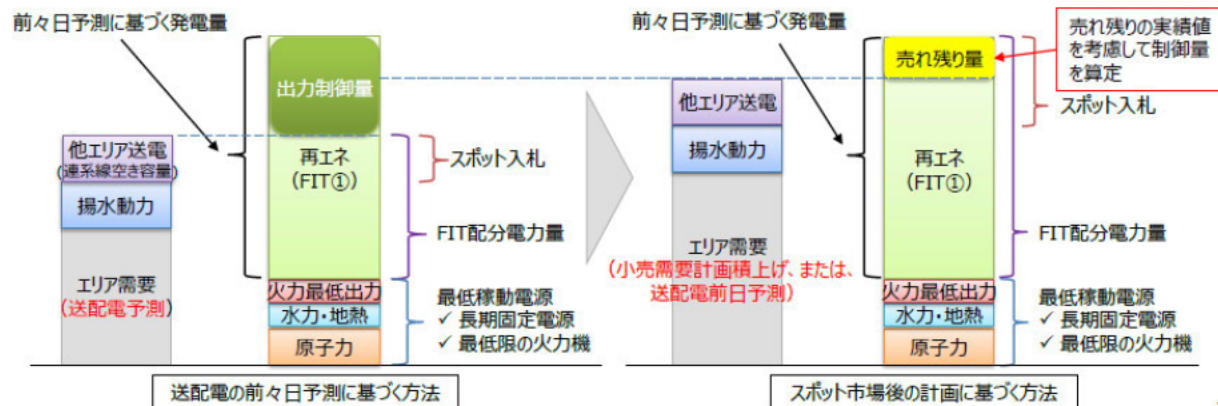 前々日予測に基づく発電量
出力制御量
他エリア送電
(連系線空き容量)
揚水動力
エリア需要
(送配電予測)
再エネ
(FIT①)
スポット入札
FIT配分電力量
火力最低出力
水力・地熱
原子力
最低稼動電源
✓ 長期固定電源
✓ 最低限の火力機
送配電の前々日予測に基づく方法
前々日予測に基づく発電量
売れ残り量
売れ残りの実績値
を考慮して制御量
を算定
他エリア送電
揚水動力
エリア需要
(小売需要計画積上げ、または、
送配電前日予測)
再エネ
(FIT①)
スポット入札
FIT配分電力量
火力最低出力
水力・地熱
原子力
最低稼動電源
✓ 長期固定電源
✓ 最低限の火力機
スポット市場後の計画に基づく方法